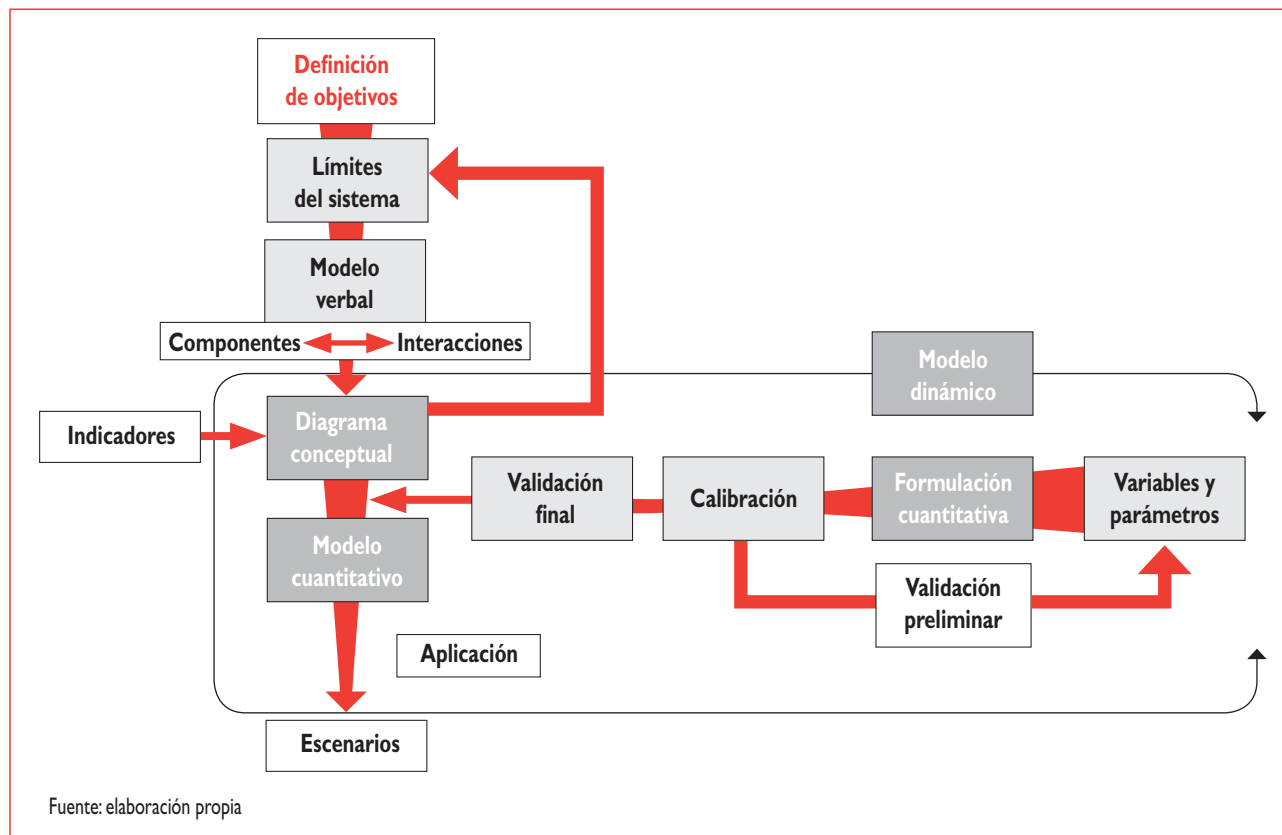 Definición
de objetivos
Límites
del sistema
Modelo
verbal
Componentes Interacciones
Modelo
dinámico
Indicadores
Diagrama
conceptual
Validación
final
Calibración
Formulación
cuantitativa
Variables y
parámetros
Modelo
cuantitativo
Validación
preliminar
Aplicación
Escenarios
Fuente: elaboración propia